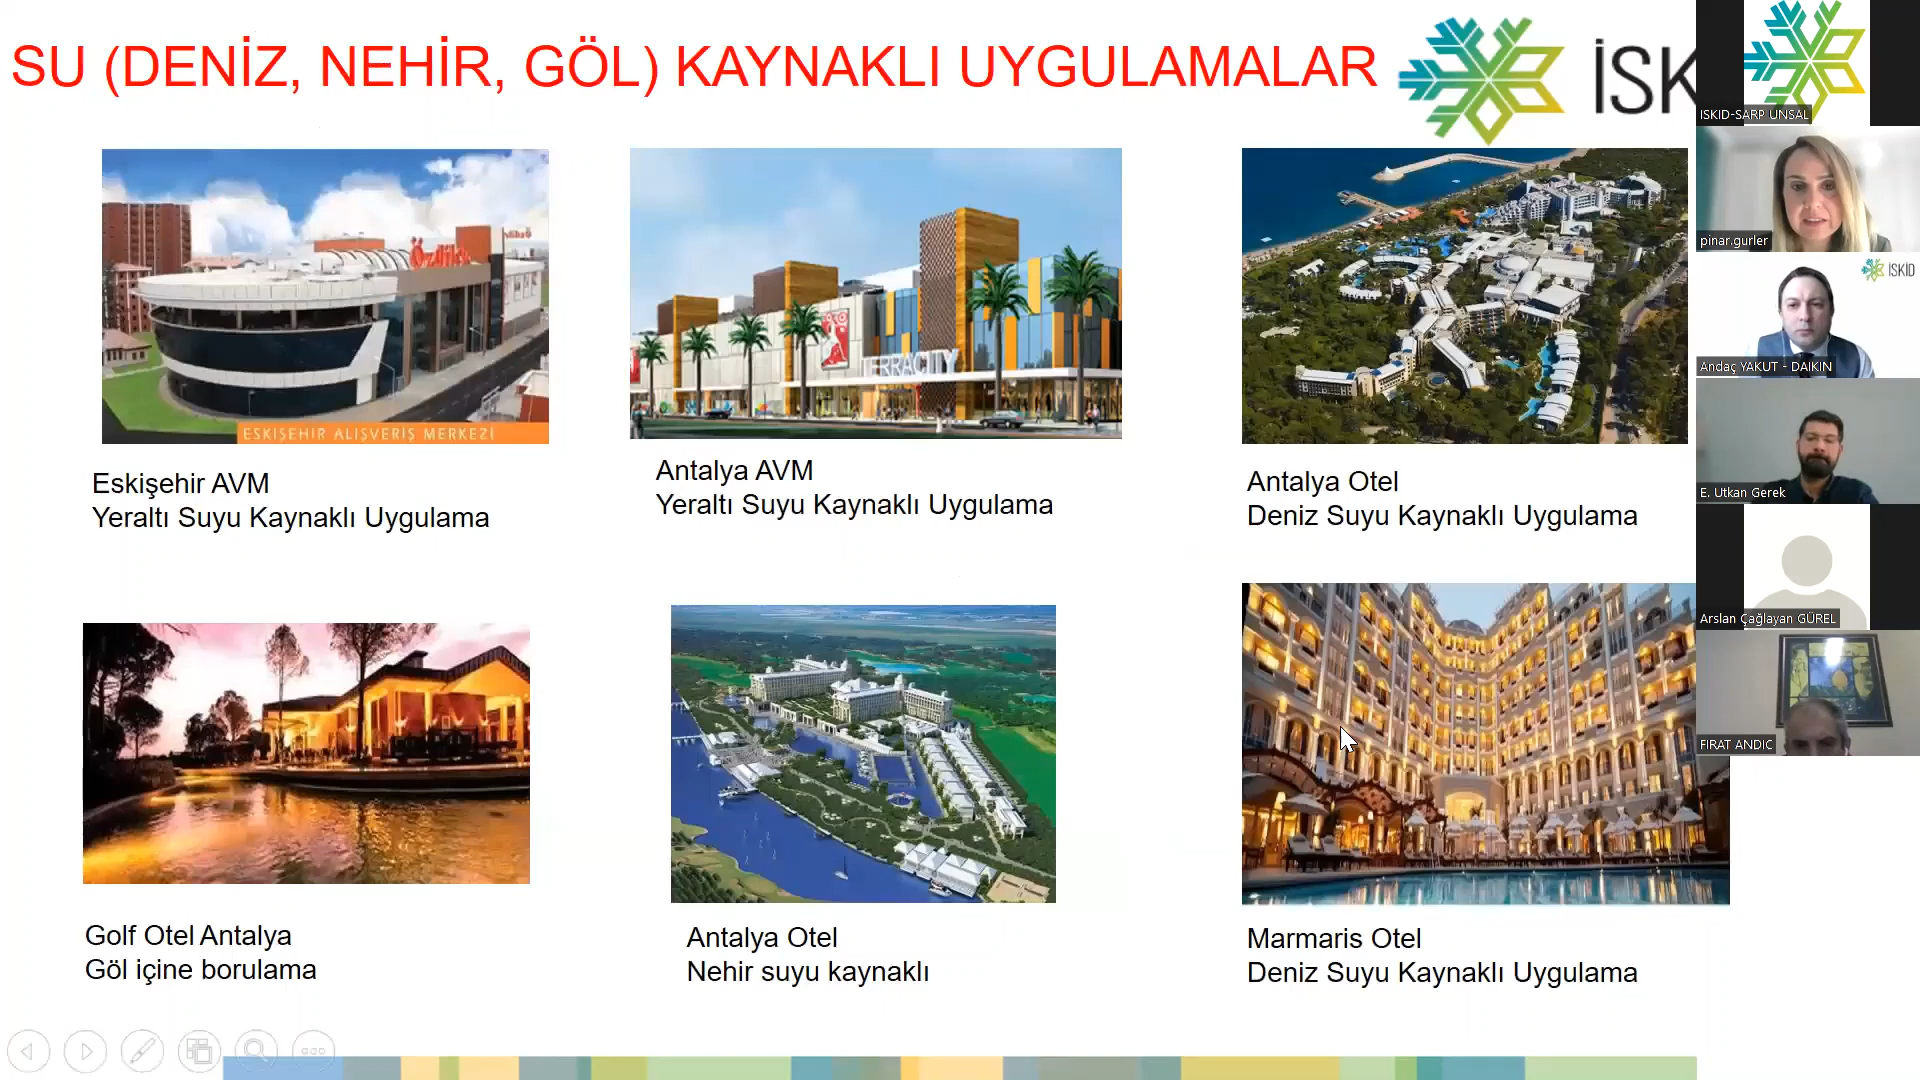 SU (DENİZ, NEHİR, GÖL) KAYNAKLI UYGULAMALAR
İSK
Özdilek
ESKİŞEHİR ALIŞVERİŞ MERKEZİ
TERRACITY
Eskişehir AVM
Yeraltı Suyu Kaynaklı Uygulama
Antalya AVM
Yeraltı Suyu Kaynaklı Uygulama
Antalya Otel
Deniz Suyu Kaynaklı Uygulama
Golf Otel Antalya
Göl içine borulama
Antalya Otel
Nehir suyu kaynaklı
Marmaris Otel
Deniz Suyu Kaynaklı Uygulama
ISKID-SARP UNSAL
pinar.gurler
İSKİD
Andaç YAKUT - DAIKIN
E. Utkan Gerek
Arslan Çağlayan GÜREL
FIRAT ANDIC